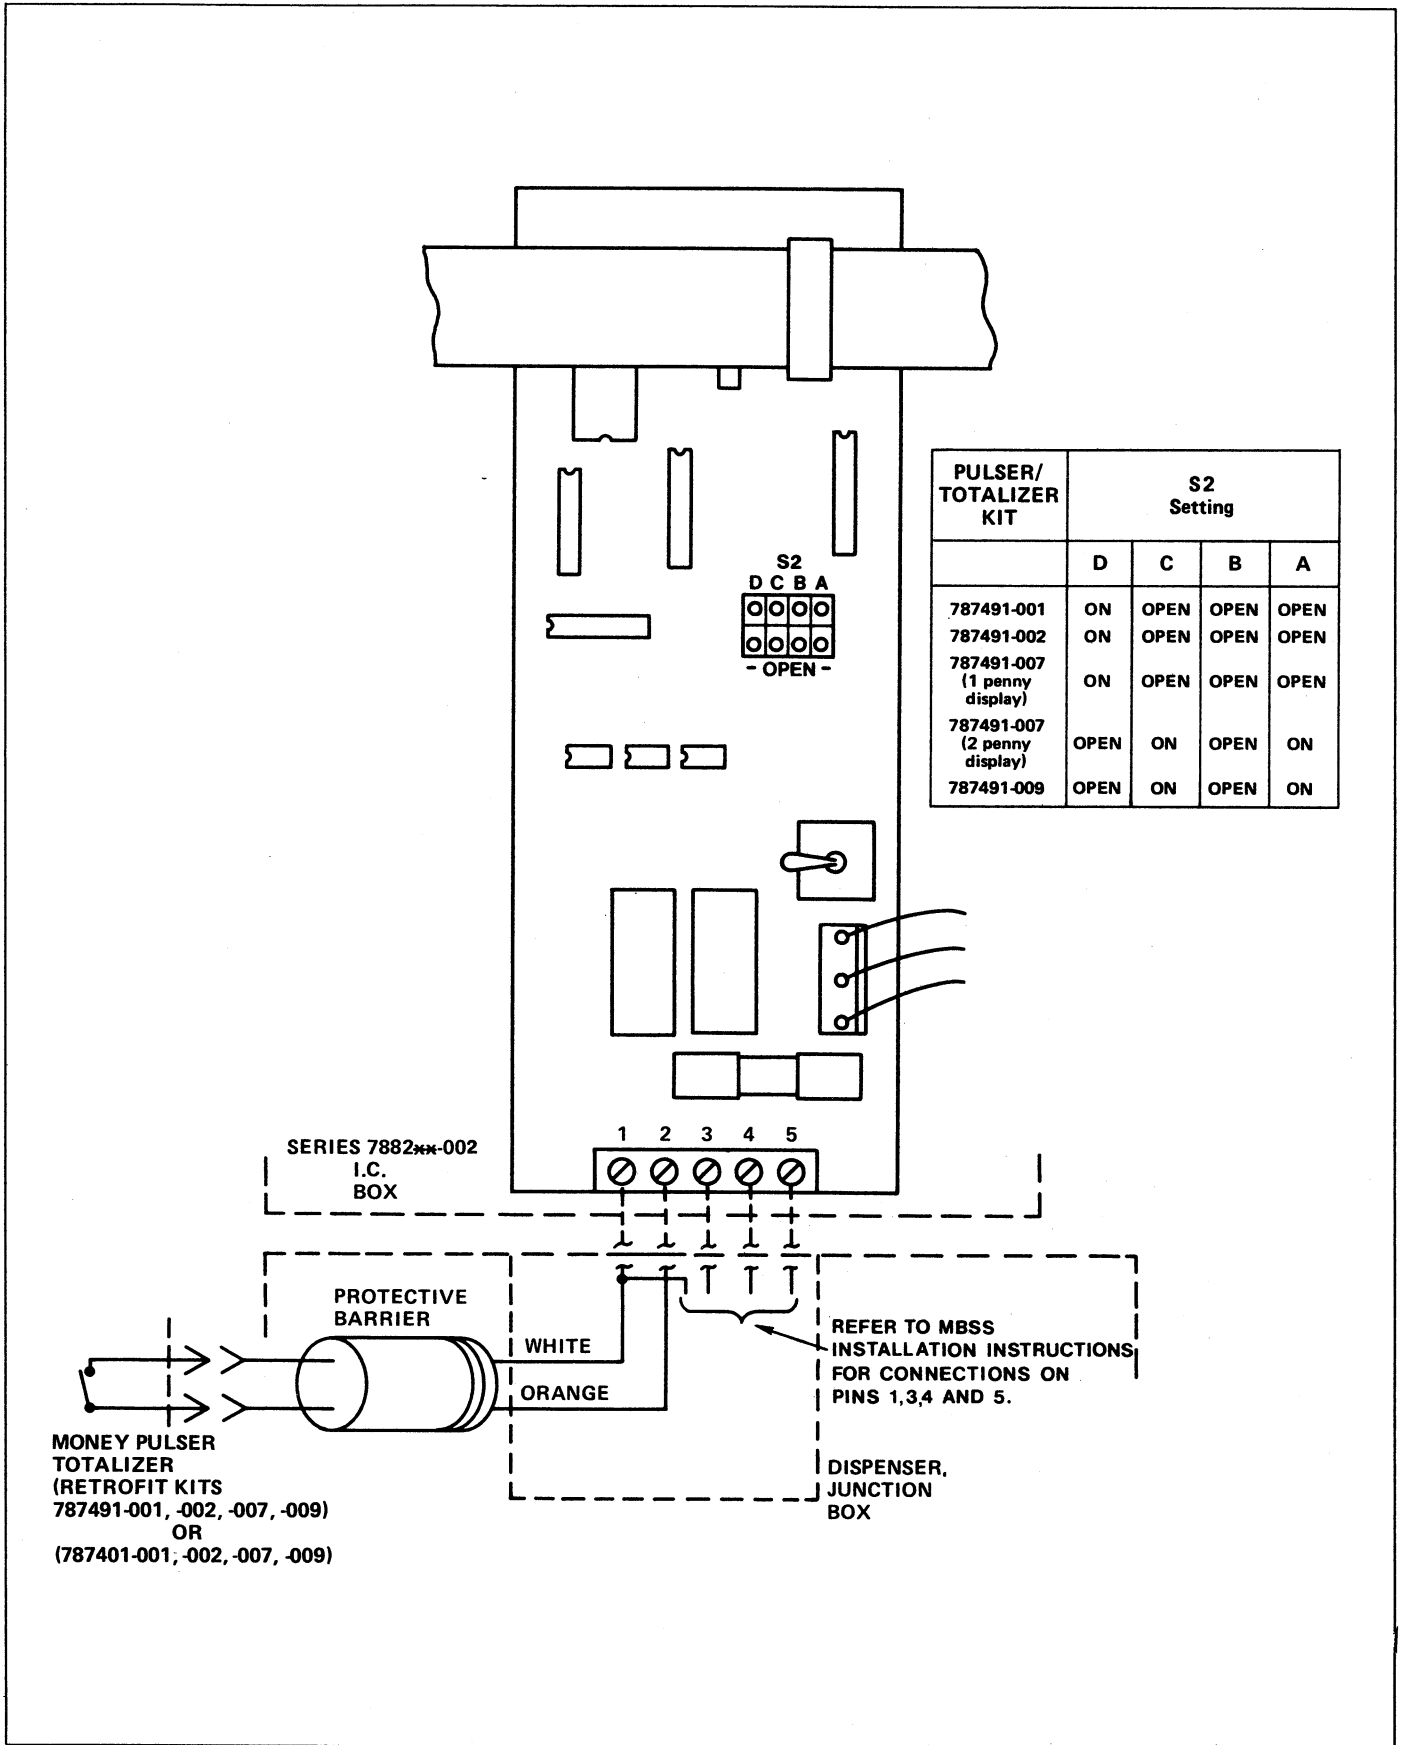 S2
D C B A
- OPEN -
PULSER/
TOTALIZER
KIT
S2
Setting
D C B A
787491-001 ON OPEN OPEN OPEN
787491-002 ON OPEN OPEN OPEN
787491-007
(1 penny
display)
ON OPEN OPEN OPEN
787491-007
(2 penny
display)
OPEN ON OPEN ON
787491-009 OPEN ON OPEN ON
1 2 3 4 5
SERIES 7882**-002
I.C.
BOX
PROTECTIVE
BARRIER
WHITE
ORANGE
REFER TO MBSS
INSTALLATION INSTRUCTIONS
FOR CONNECTIONS ON
PINS 1,3,4 AND 5.
MONEY PULSER
TOTALIZER
(RETROFIT KITS
787491-001, -002, -007, -009)
OR
(787401-001, -002, -007, -009)
DISPENSER,
JUNCTION
BOX